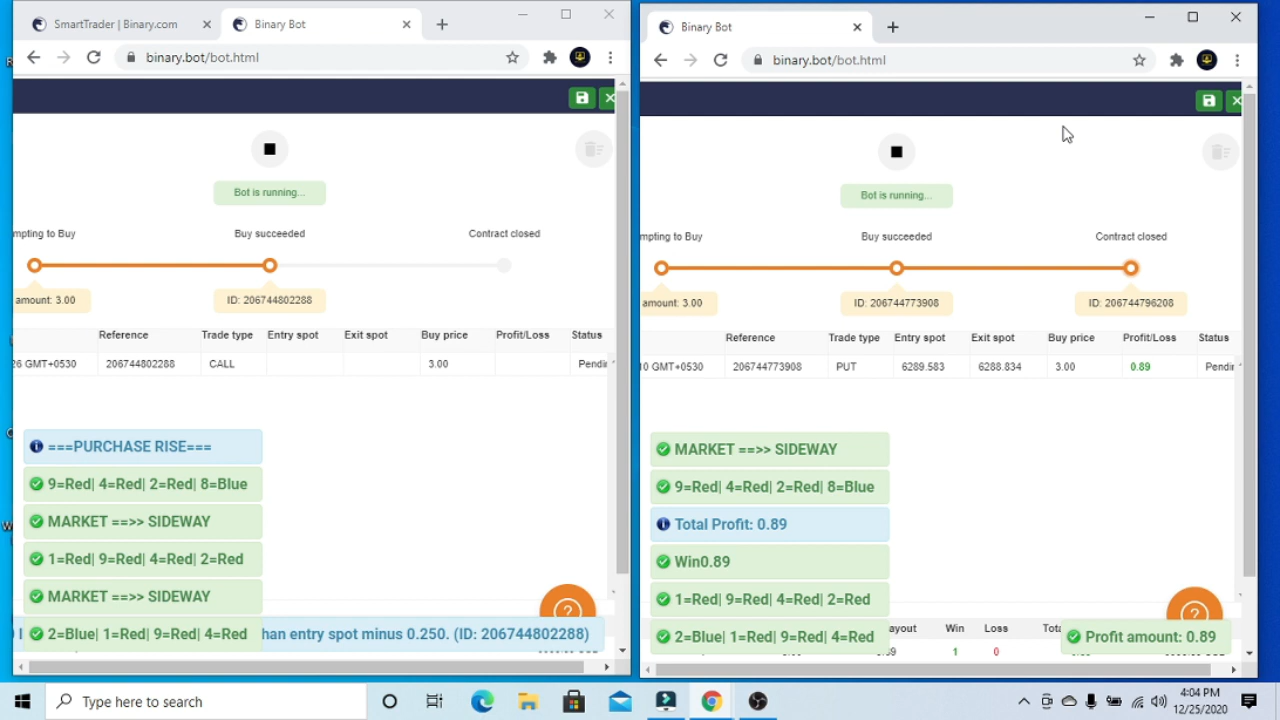 SmartTrader | Binary.com
Binary Bot
binary.bot/bot.html
Bot is running...
mpting to Buy
Buy succeeded
Contract closed
amount: 3.00
ID: 206744802288
Reference
Trade type
Entry spot
Exit spot
Buy price
Profit/Loss
Status
26 GMT+0530
206744802288
CALL
3.00
Pendin
===PURCHASE RISE===
9=Red| 4=Red| 2=Red| 8=Blue
MARKET ==>> SIDEWAY
1=Red| 9=Red| 4=Red| 2=Red
MARKET ==>> SIDEWAY
2=Blue| 1=Red| 9=Red| 4=Red
han entry spot minus 0.250. (ID: 206744802288)
Binary Bot
binary.bot/bot.html
Bot is running...
mpting to Buy
Buy succeeded
Contract closed
amount: 3.00
ID: 206744773908
ID: 206744796208
Reference
Trade type
Entry spot
Exit spot
Buy price
Profit/Loss
Status
10 GMT+0530
206744773908
PUT
6289.583
6288.834
3.00
0.89
Pendin
MARKET ==>> SIDEWAY
9=Red| 4=Red| 2=Red| 8=Blue
Total Profit: 0.89
Win0.89
1=Red| 9=Red| 4=Red| 2=Red
2=Blue| 1=Red| 9=Red| 4=Red
ayout
Win
Loss
Tota
1
0
Profit amount: 0.89
Type here to search
4:04 PM
12/25/2020